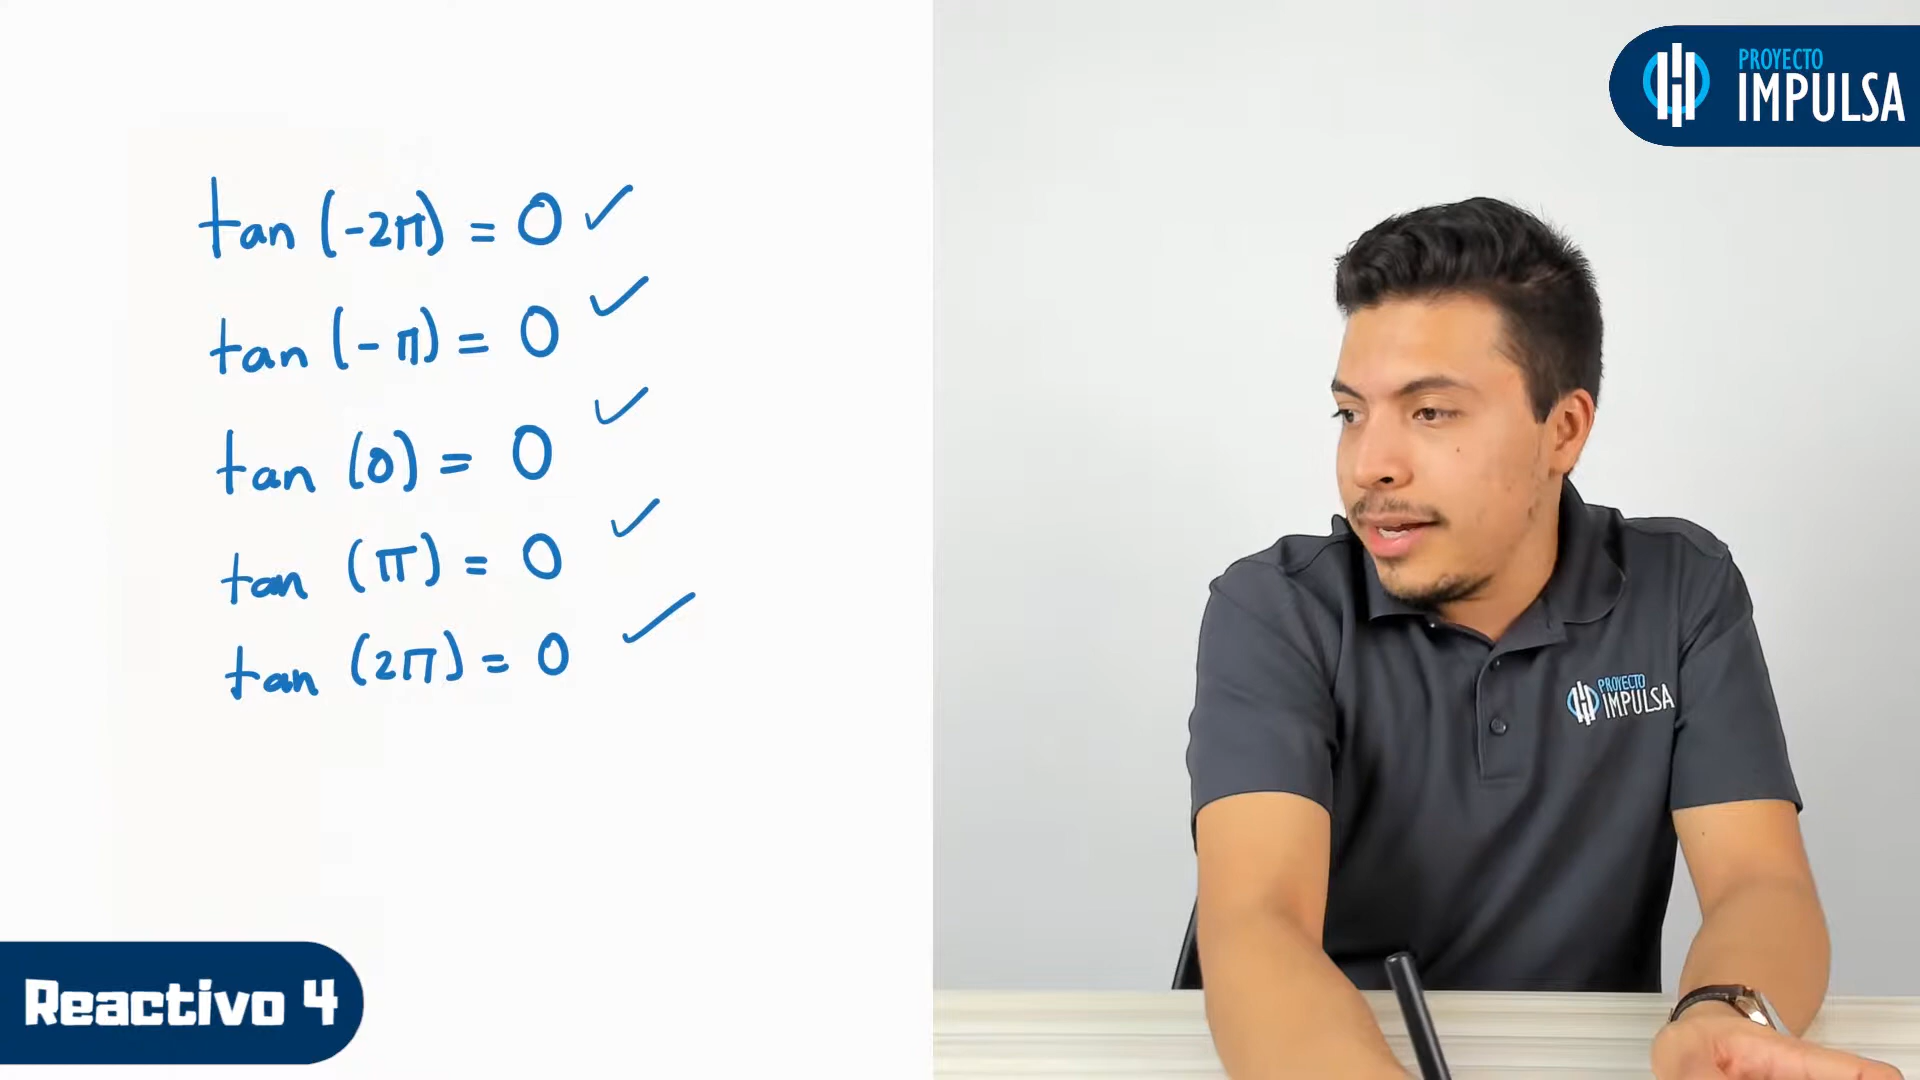 PROYECTO
IMPULSA
tan (-2π) = 0 ✓
tan (-π) = 0 ✓
tan (0) = 0 ✓
tan (π) = 0 ✓
tan (2π) = 0 ✓
PROYECTO
IMPULSA
Reactivo 4